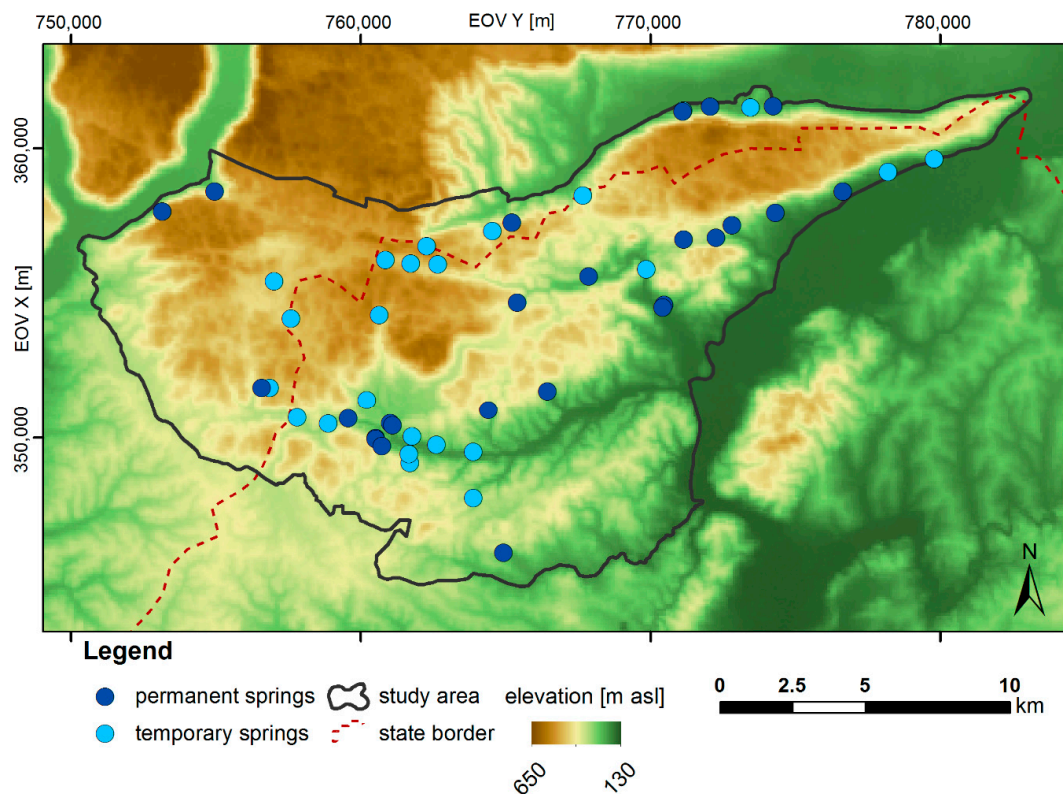 750,000 760,000 EOV Y [m] 770,000 780,000
360,000
EOV X [m]
350,000
N
Legend
permanent springs study area elevation [m asl] 0 2.5 5 10
km
temporary springs state border
650 130